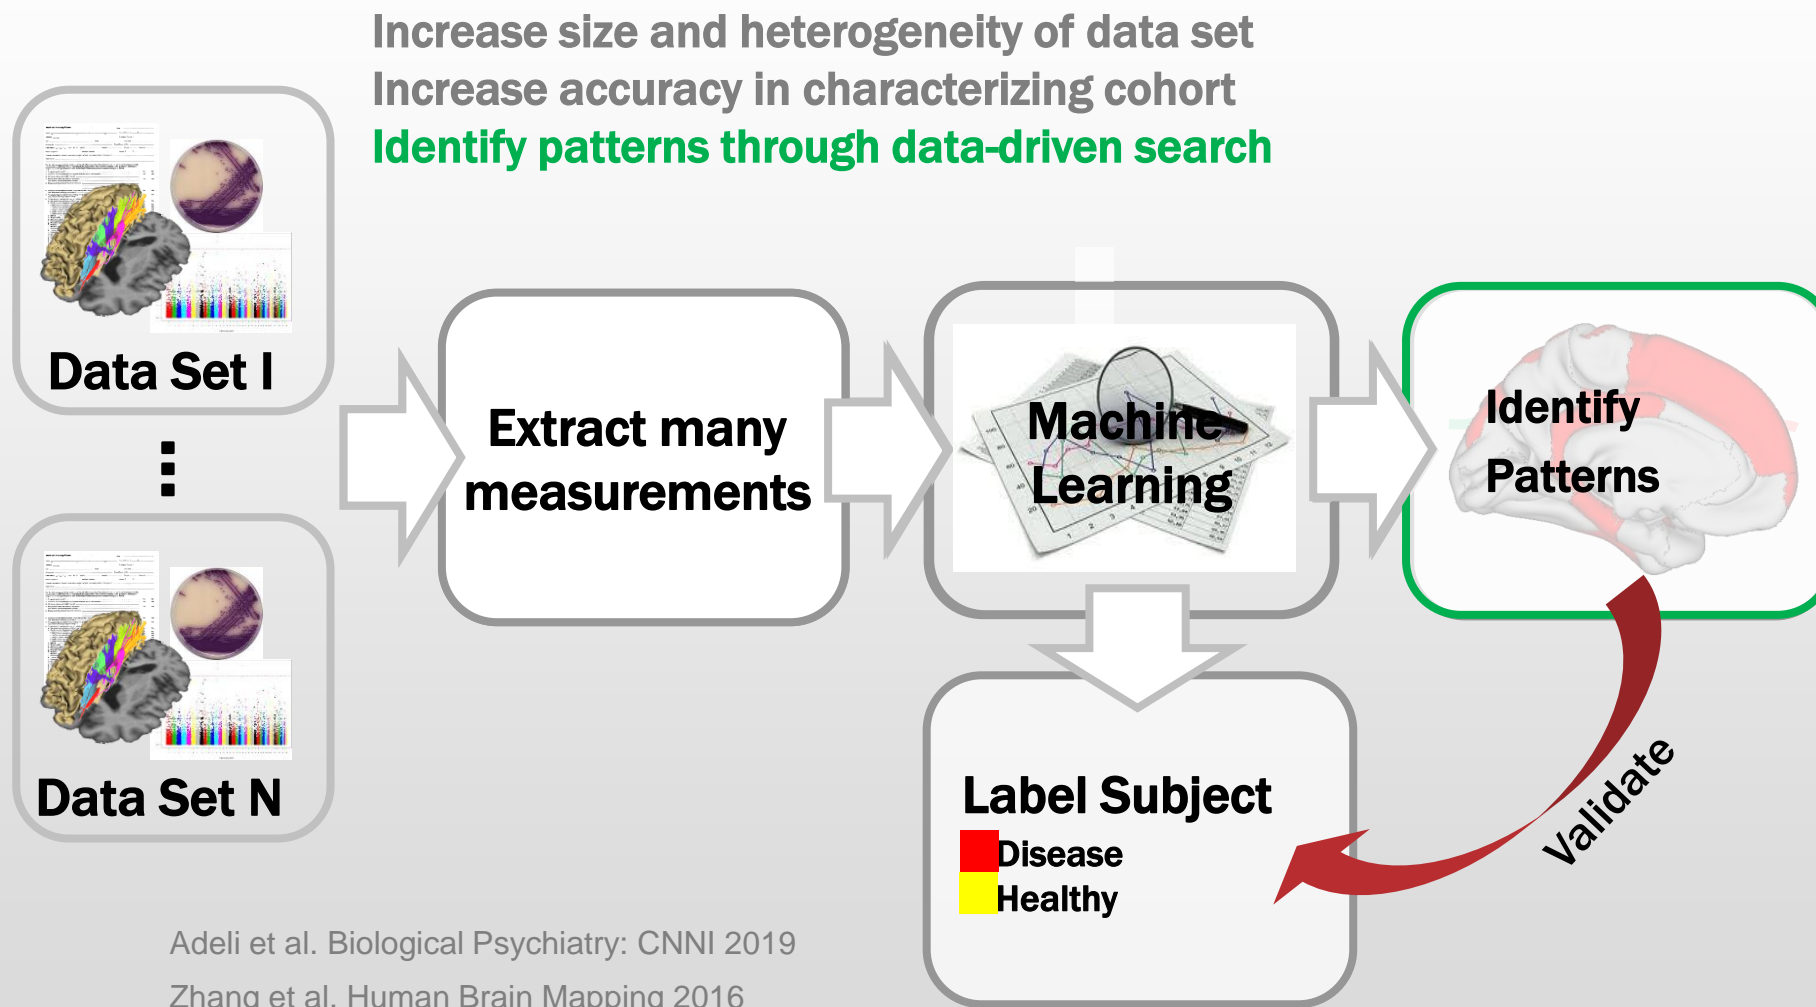 Increase size and heterogeneity of data set
Increase accuracy in characterizing cohort
Identify patterns through data-driven search
Data Set I
Data Set N
Extract many
measurements
Machine
Learning
Identify
Patterns
Label Subject
Disease
Healthy
Validate
Adeli et al. Biological Psychiatry: CNNI 2019
Zhang et al. Human Brain Mapping 2016